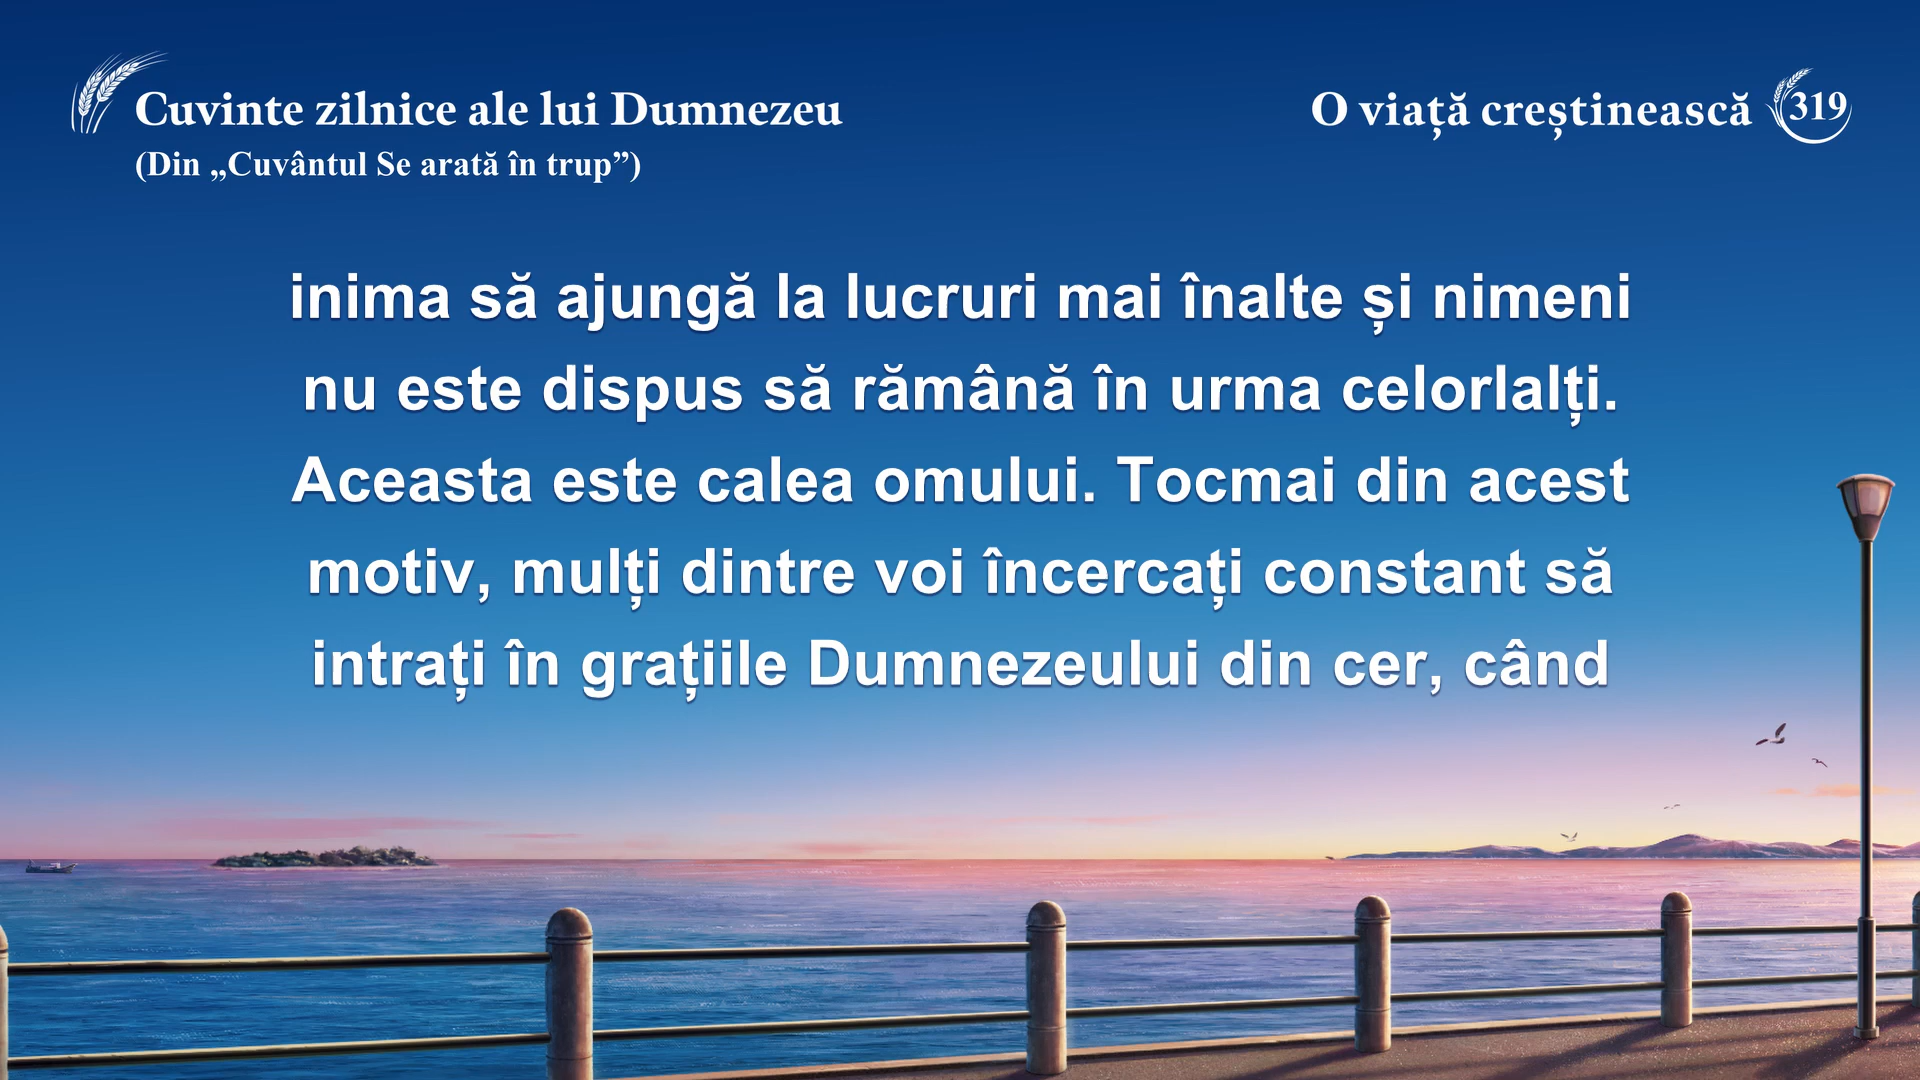 Cuvinte zilnice ale lui Dumnezeu
(Din „Cuvântul Se arată în trup”)
O viață creștinească 319
inima să ajungă la lucruri mai înalte și nimeni
nu este dispus să rămână în urma celorlalți.
Aceasta este calea omului. Tocmai din acest
motiv, mulți dintre voi încercați constant să
intrați în grațiile Dumnezeului din cer, când